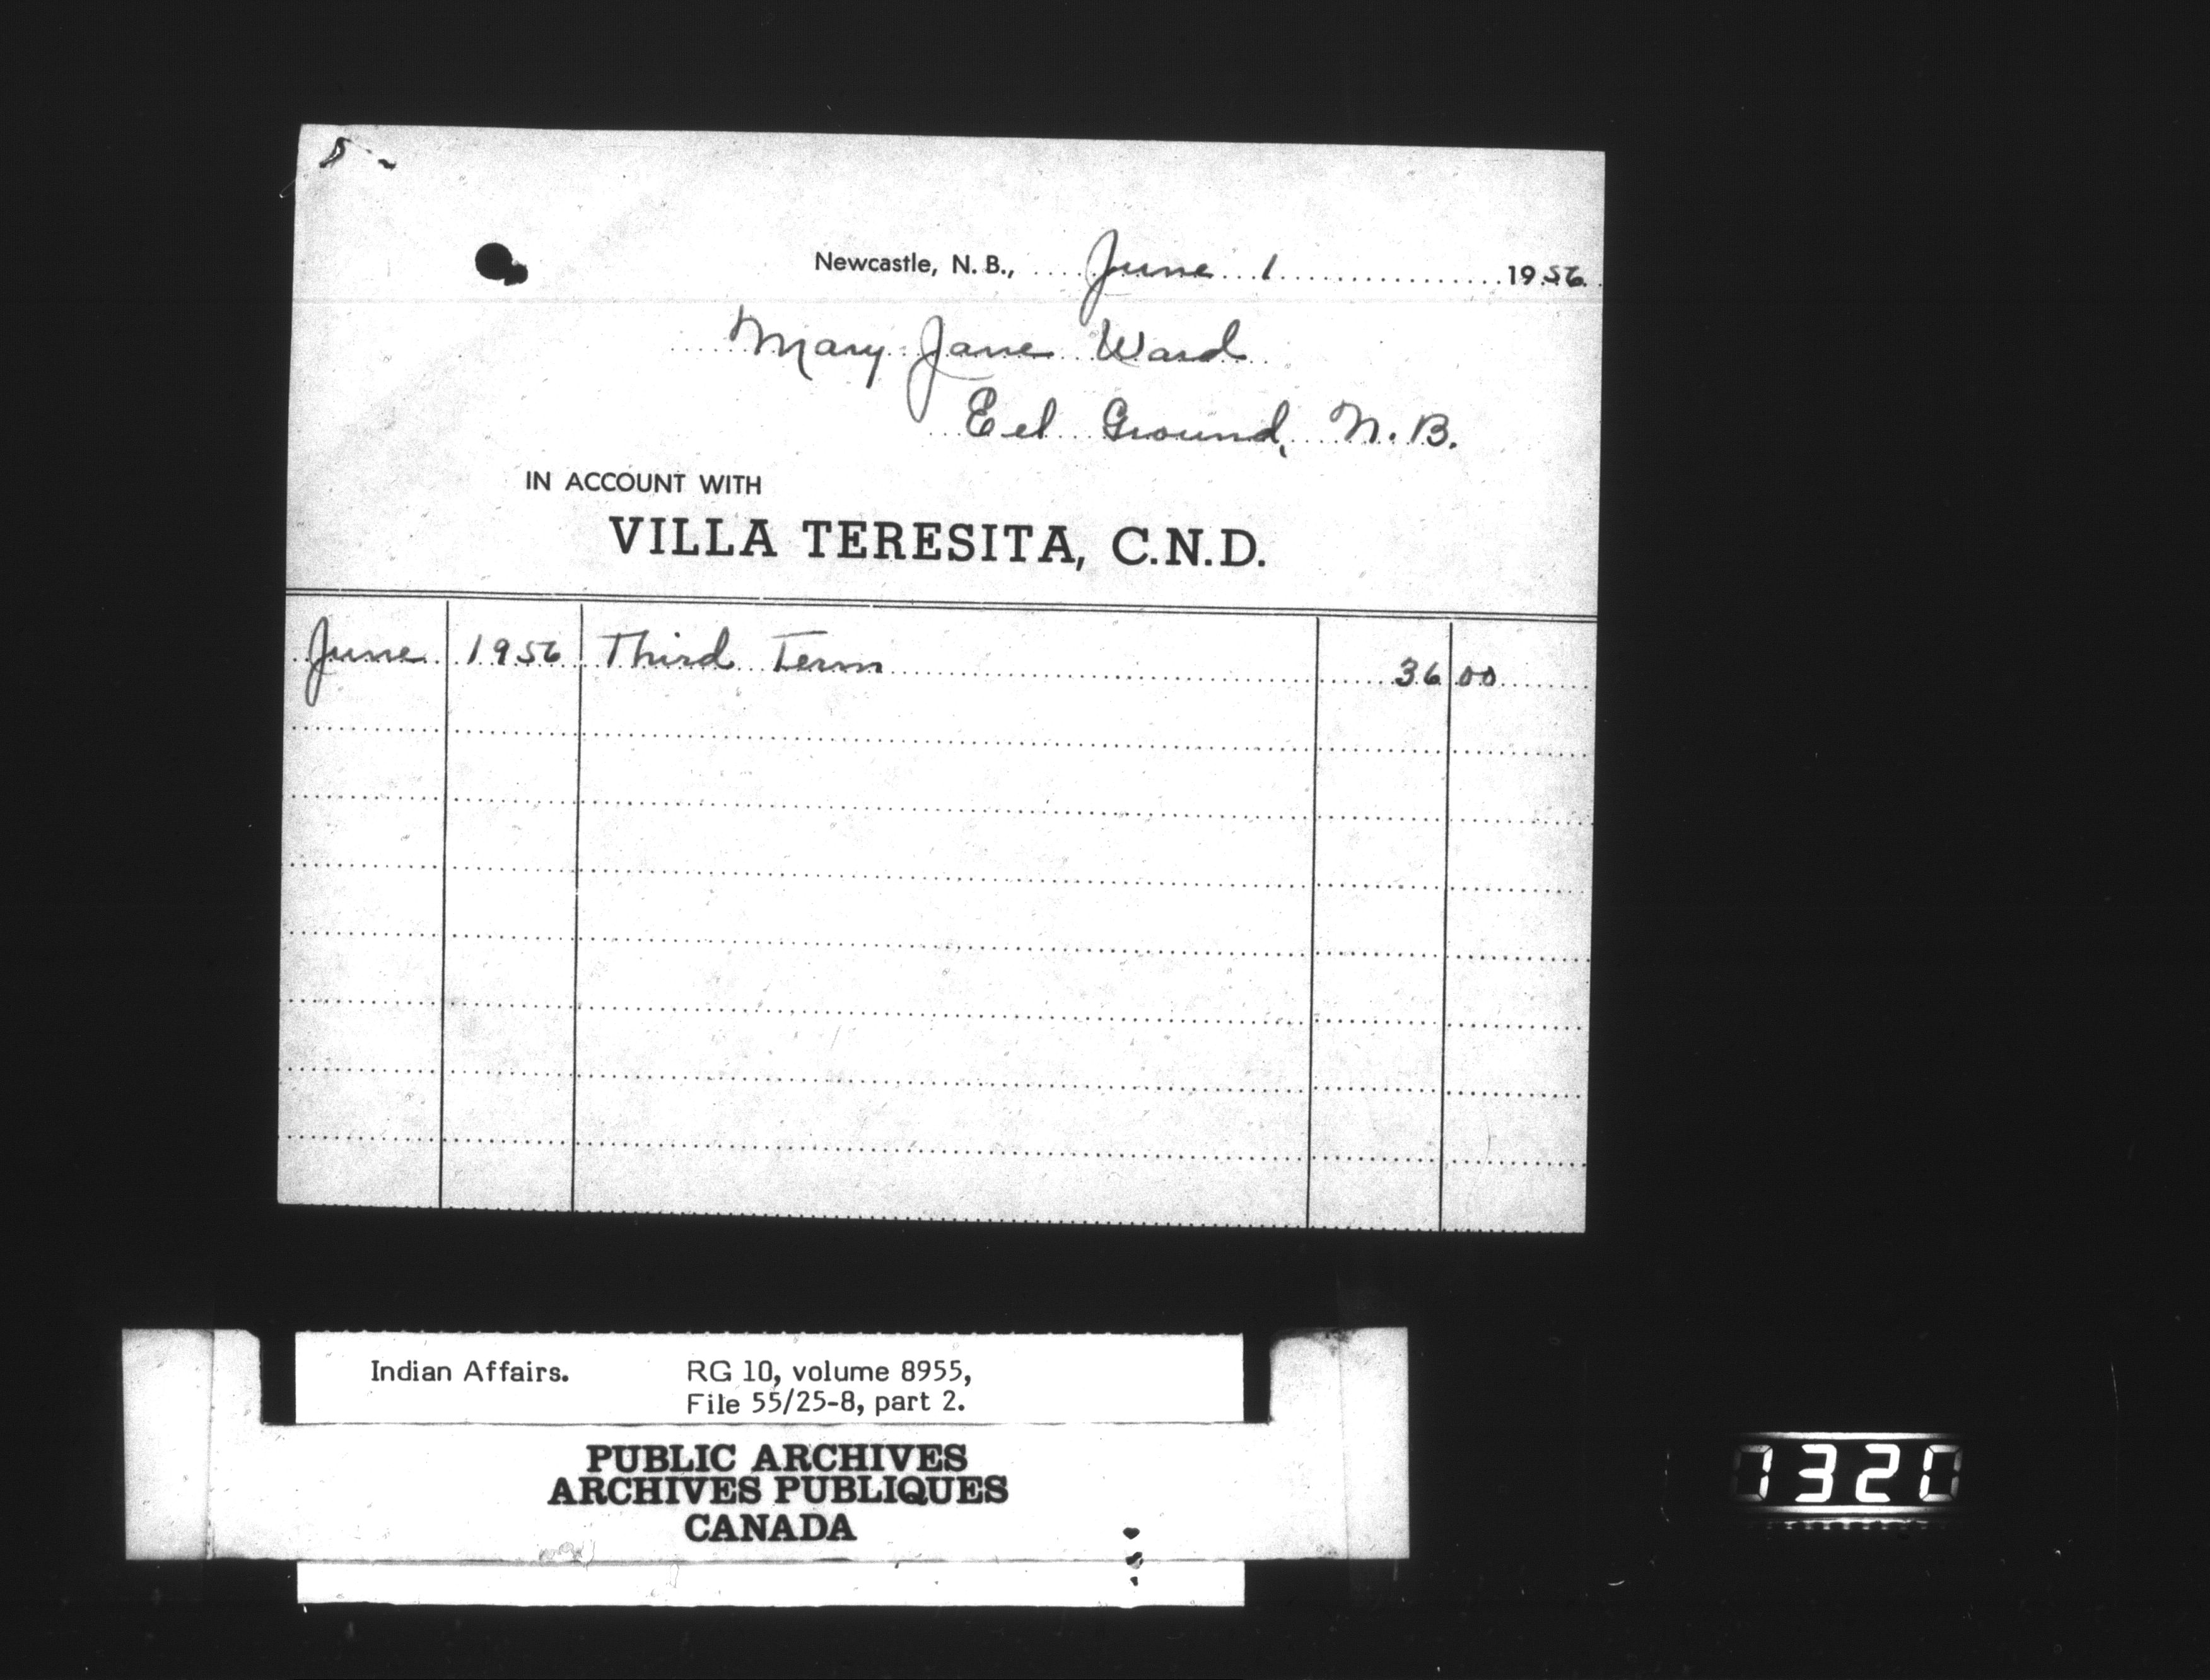 Newcastle, N. B., June 1 1956
Mary Jane Ward
Eel Ground, N. B.
IN ACCOUNT WITH
VILLA TERESITA, C.N.D.
June 1956 Third Term 36 00
Indian Affairs. RG 10, volume 8955,
File 55/25-8, part 2.
PUBLIC ARCHIVES
ARCHIVES PUBLIQUES
CANADA
1320